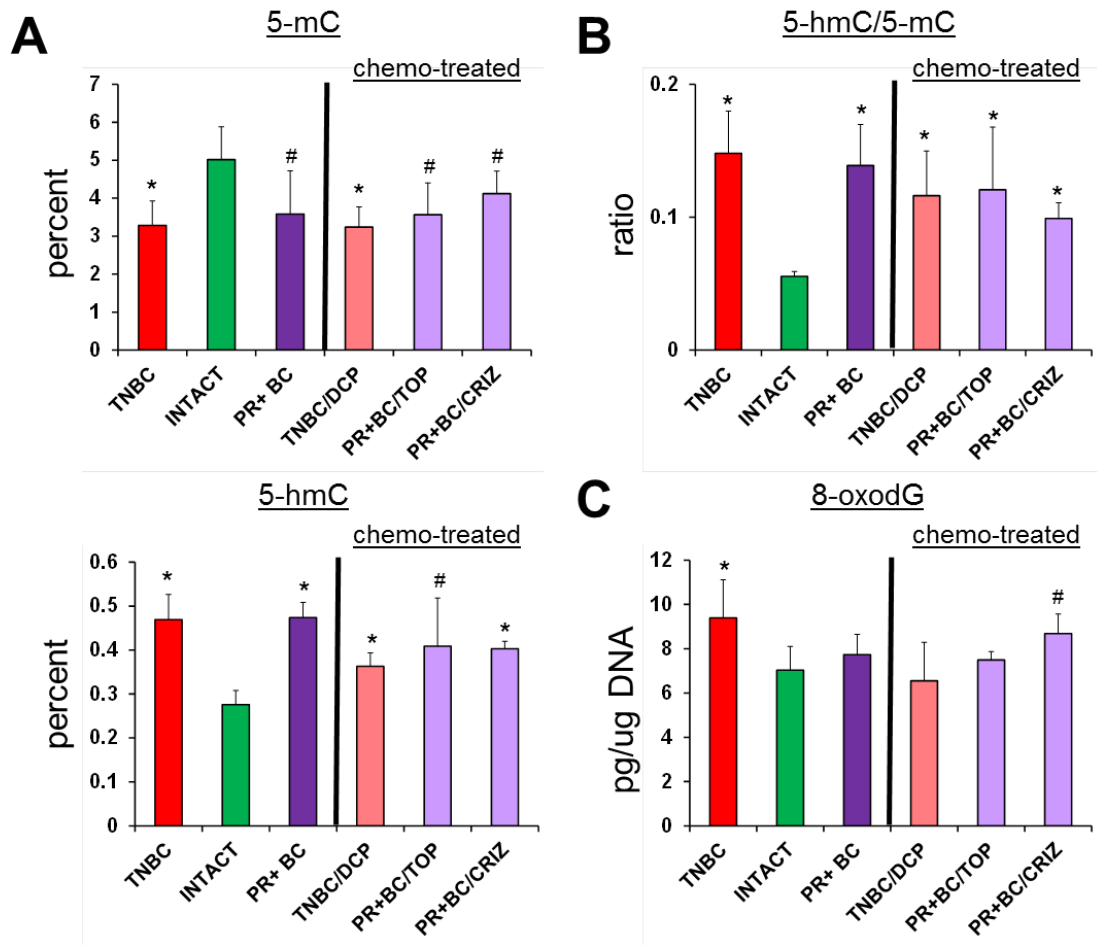 A
5-mC
chemo-treated
percent
7
6
5
4
3
2
1
0
*
#
*
#
#
TNBC
INTACT
PR+ BC
TNBC/DCP
PR+BC/TOP
PR+BC/CRIZ
B
5-hmC/5-mC
chemo-treated
ratio
0.2
0.1
0
*
*
*
*
*
TNBC
INTACT
PR+ BC
TNBC/DCP
PR+BC/TOP
PR+BC/CRIZ
5-hmC
chemo-treated
percent
0.6
0.5
0.4
0.3
0.2
0.1
0
*
*
*
#
*
TNBC
INTACT
PR+ BC
TNBC/DCP
PR+BC/TOP
PR+BC/CRIZ
C
8-oxodG
chemo-treated
pg/ug DNA
12
10
8
6
4
2
0
*
#
TNBC
INTACT
PR+ BC
TNBC/DCP
PR+BC/TOP
PR+BC/CRIZ